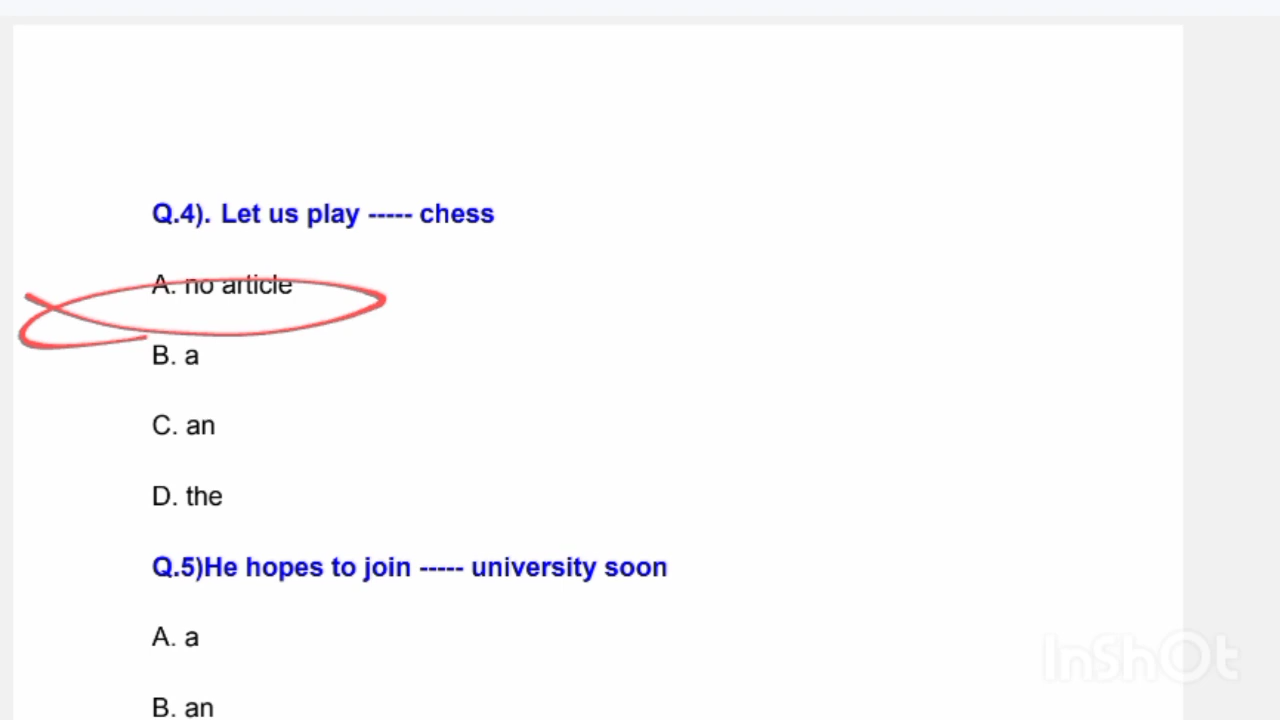 Q.4). Let us play ----- chess
A. no article
B. a
C. an
D. the
Q.5)He hopes to join ----- university soon
A. a
B. an
InShOt